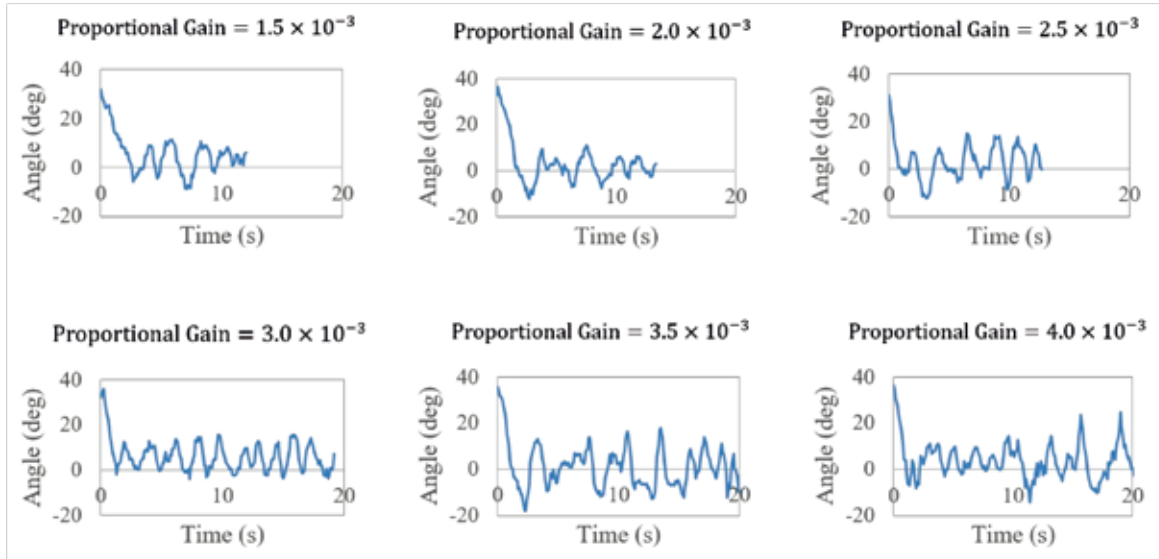 Proportional Gain = 1.5 × 10⁻³
40
20
0
-20
0
10
20
Angle (deg)
Time (s)
Proportional Gain = 2.0 × 10⁻³
40
20
0
-20
0
10
20
Angle (deg)
Time (s)
Proportional Gain = 2.5 × 10⁻³
40
20
0
-20
0
10
20
Angle (deg)
Time (s)
Proportional Gain = 3.0 × 10⁻³
40
20
0
-20
0
10
20
Angle (deg)
Time (s)
Proportional Gain = 3.5 × 10⁻³
40
20
0
-20
0
10
20
Angle (deg)
Time (s)
Proportional Gain = 4.0 × 10⁻³
40
20
0
-20
0
10
20
Angle (deg)
Time (s)